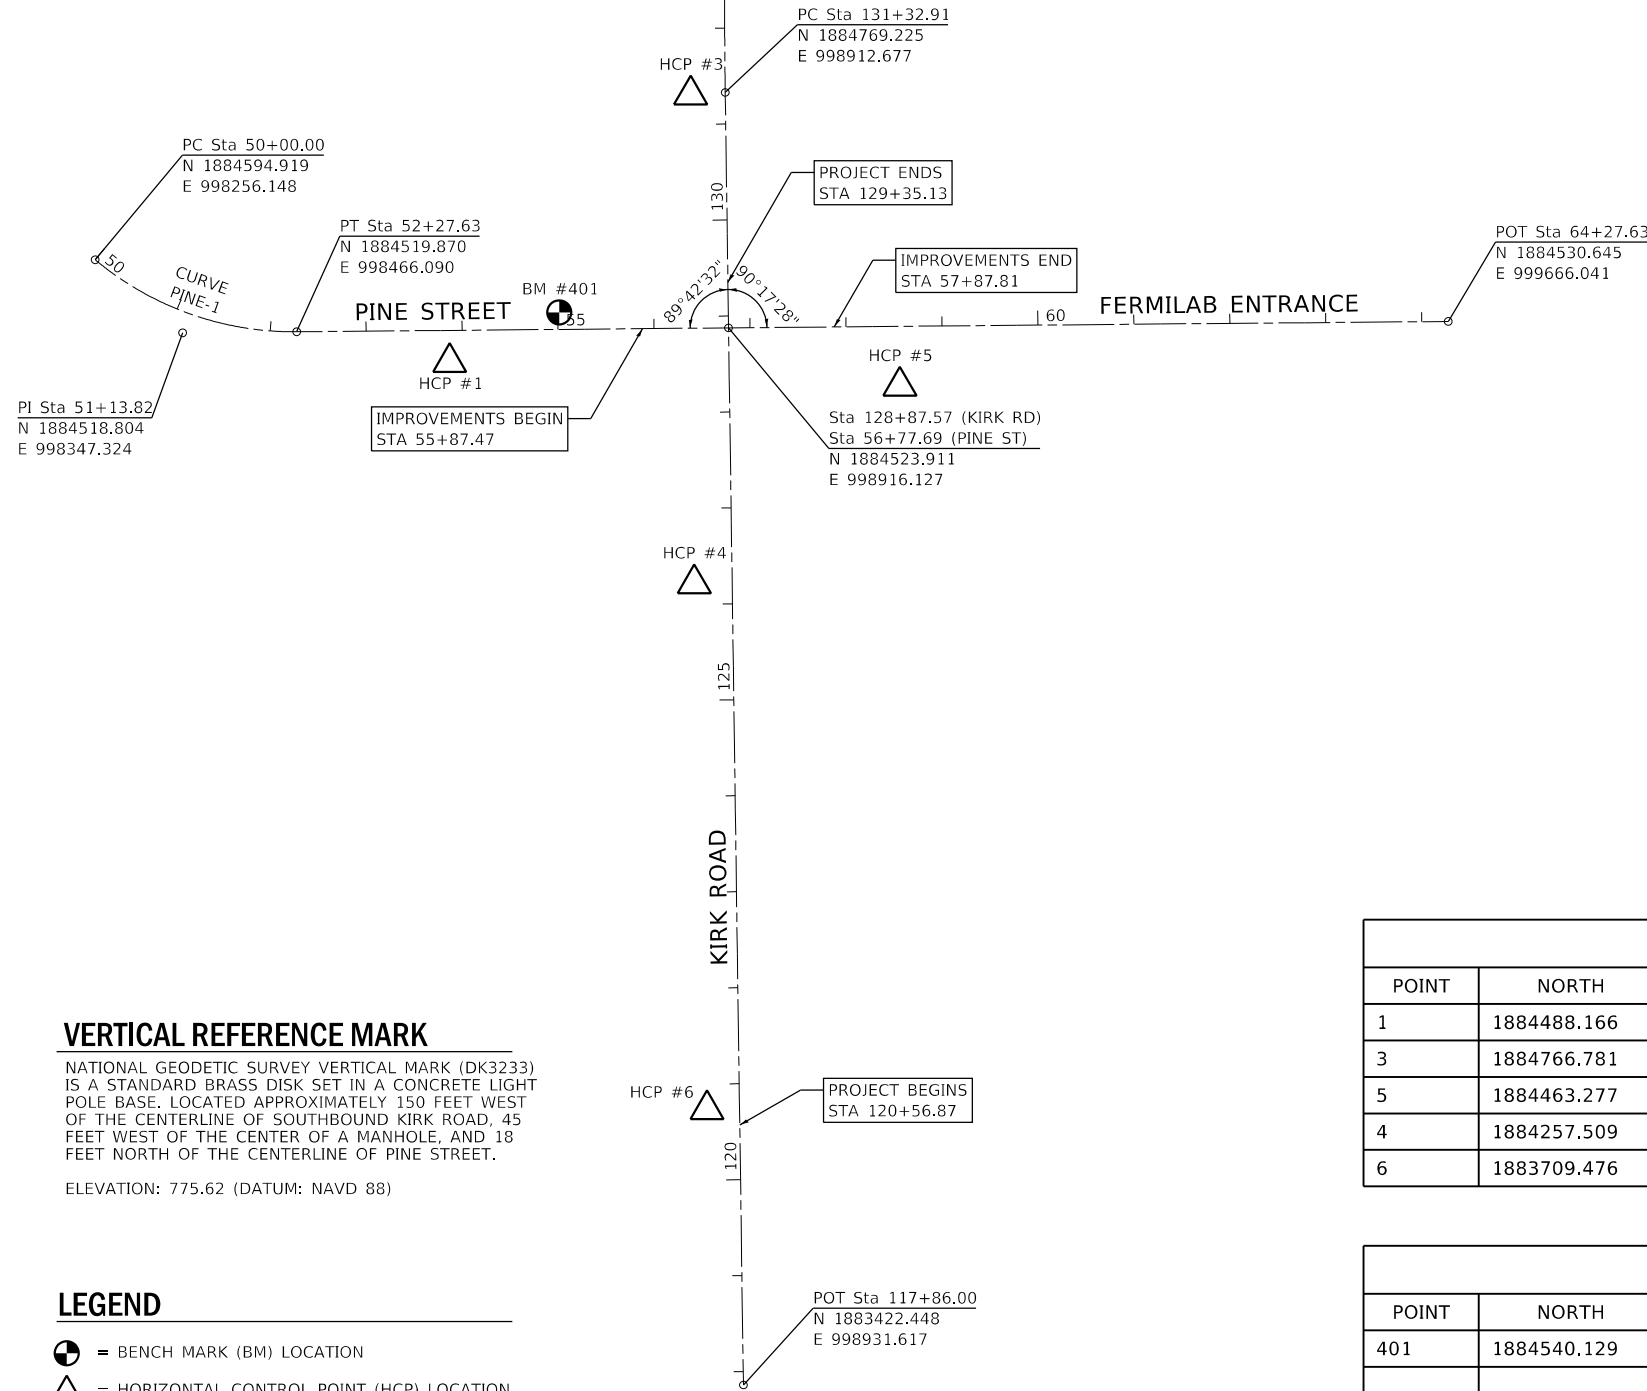 PC Sta 131+32.91
N 1884769.225
E 998912.677
HCP #3
PC Sta 50+00.00
N 1884594.919
E 998256.148
PROJECT ENDS
STA 129+35.13
130
PT Sta 52+27.63
N 1884519.870
E 998466.090
POT Sta 64+27.63
N 1884530.645
E 999666.041
50
CURVE
PINE-1
IMPROVEMENTS END
STA 57+87.81
89°42'32"
90°17'28"
BM #401
PINE STREET
55
60
FERMILAB ENTRANCE
HCP #1
HCP #5
PI Sta 51+13.82
N 1884518.804
E 998347.324
IMPROVEMENTS BEGIN
STA 55+87.47
Sta 128+87.57 (KIRK RD)
Sta 56+77.69 (PINE ST)
N 1884523.911
E 998916.127
HCP #4
125
KIRK ROAD
HCP #6
PROJECT BEGINS
STA 120+56.87
120
POT Sta 117+86.00
N 1883422.448
E 998931.617
VERTICAL REFERENCE MARK
NATIONAL GEODETIC SURVEY VERTICAL MARK (DK3233)
IS A STANDARD BRASS DISK SET IN A CONCRETE LIGHT
POLE BASE. LOCATED APPROXIMATELY 150 FEET WEST
OF THE CENTERLINE OF SOUTHBOUND KIRK ROAD, 45
FEET WEST OF THE CENTER OF A MANHOLE, AND 18
FEET NORTH OF THE CENTERLINE OF PINE STREET.
ELEVATION: 775.62 (DATUM: NAVD 88)
LEGEND
= BENCH MARK (BM) LOCATION
= HORIZONTAL CONTROL POINT (HCP) LOCATION
POINT NORTH
1 1884488.166
3 1884766.781
5 1884463.277
4 1884257.509
6 1883709.476
POINT NORTH
401 1884540.129